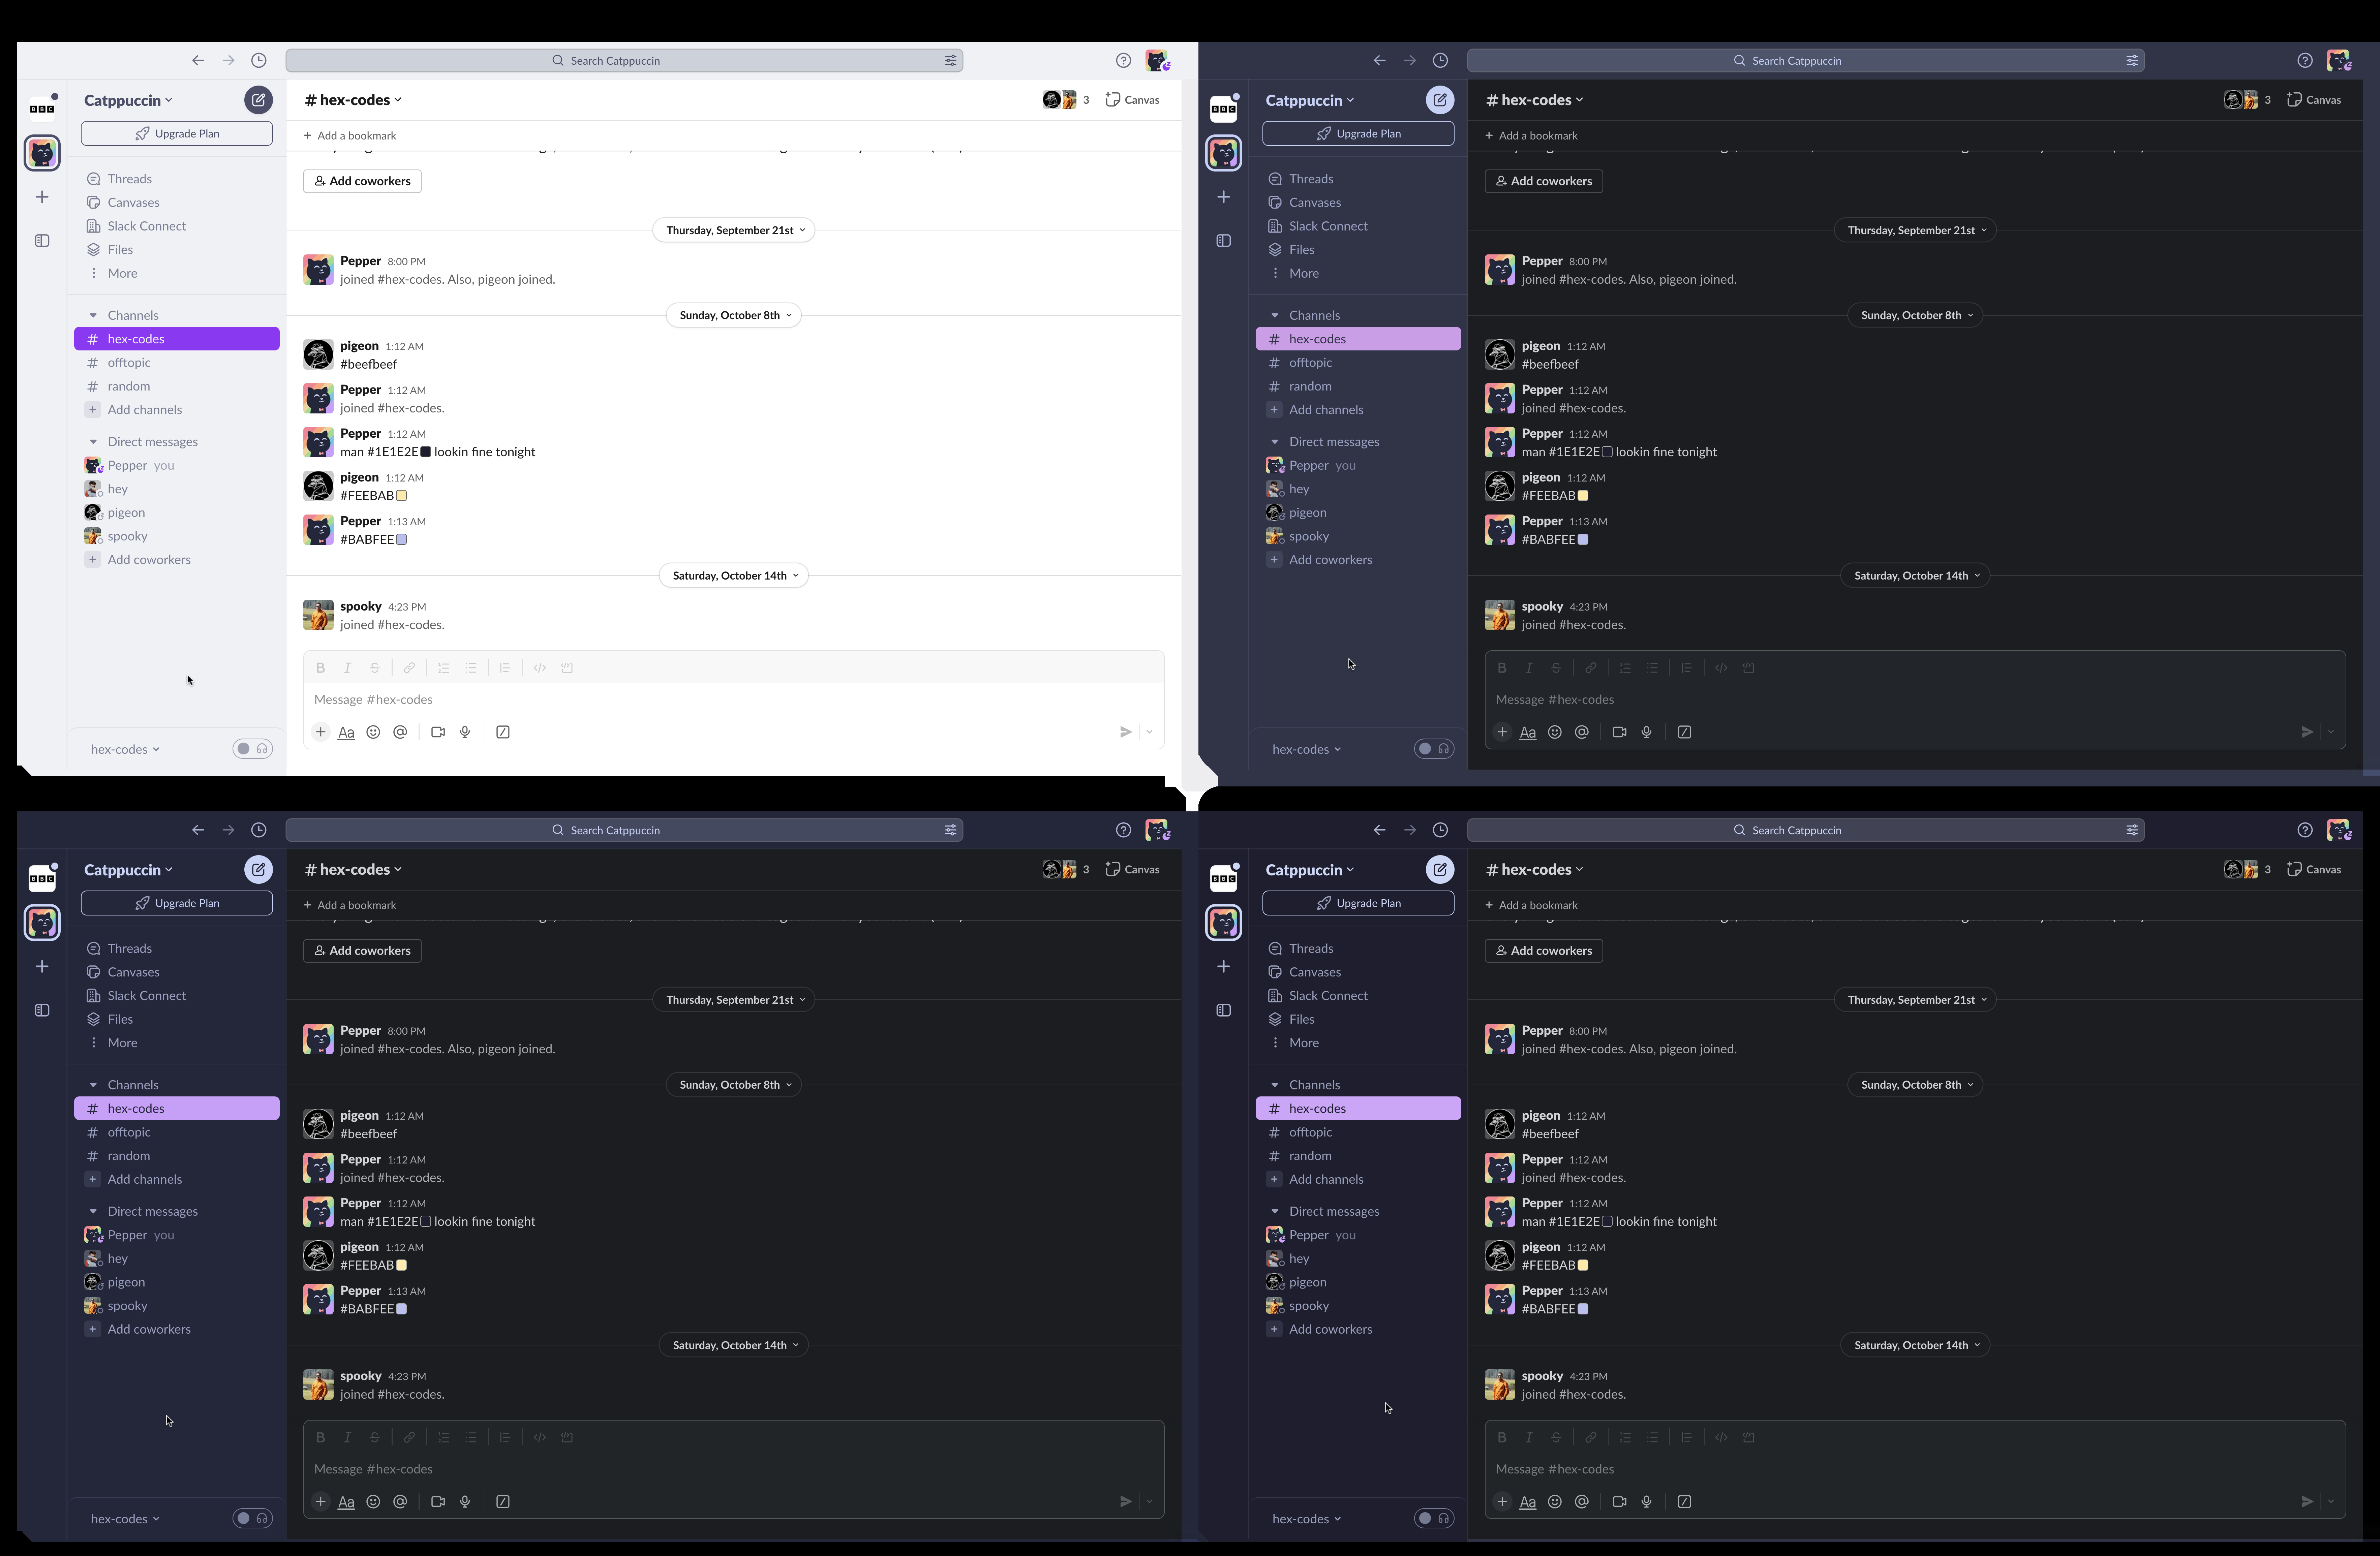 Search Catppuccin
BBC
Catppuccin
Upgrade Plan
Threads
Canvases
Slack Connect
Files
More
Channels
# hex-codes
# offtopic
# random
+ Add channels
Direct messages
Pepper you
hey
pigeon
spooky
+ Add coworkers
hex-codes
# hex-codes
3 Canvas
+ Add a bookmark
Add coworkers
Thursday, September 21st
Pepper 8:00 PM
joined #hex-codes. Also, pigeon joined.
Sunday, October 8th
pigeon 1:12 AM
#beefbeef
Pepper 1:12 AM
joined #hex-codes.
Pepper 1:12 AM
man #1E1E2E lookin fine tonight
pigeon 1:12 AM
#FEEBAB
Pepper 1:13 AM
#BABFEE
Saturday, October 14th
spooky 4:23 PM
joined #hex-codes.
Message #hex-codes
Aa
Search Catppuccin
BBC
Catppuccin
Upgrade Plan
Threads
Canvases
Slack Connect
Files
More
Channels
# hex-codes
# offtopic
# random
+ Add channels
Direct messages
Pepper you
hey
pigeon
spooky
+ Add coworkers
hex-codes
# hex-codes
3 Canvas
+ Add a bookmark
Add coworkers
Thursday, September 21st
Pepper 8:00 PM
joined #hex-codes. Also, pigeon joined.
Sunday, October 8th
pigeon 1:12 AM
#beefbeef
Pepper 1:12 AM
joined #hex-codes.
Pepper 1:12 AM
man #1E1E2E lookin fine tonight
pigeon 1:12 AM
#FEEBAB
Pepper 1:13 AM
#BABFEE
Saturday, October 14th
spooky 4:23 PM
joined #hex-codes.
Message #hex-codes
Aa
Search Catppuccin
BBC
Catppuccin
Upgrade Plan
Threads
Canvases
Slack Connect
Files
More
Channels
# hex-codes
# offtopic
# random
+ Add channels
Direct messages
Pepper you
hey
pigeon
spooky
+ Add coworkers
hex-codes
# hex-codes
3 Canvas
+ Add a bookmark
Add coworkers
Thursday, September 21st
Pepper 8:00 PM
joined #hex-codes. Also, pigeon joined.
Sunday, October 8th
pigeon 1:12 AM
#beefbeef
Pepper 1:12 AM
joined #hex-codes.
Pepper 1:12 AM
man #1E1E2E lookin fine tonight
pigeon 1:12 AM
#FEEBAB
Pepper 1:13 AM
#BABFEE
Saturday, October 14th
spooky 4:23 PM
joined #hex-codes.
Message #hex-codes
Aa
Search Catppuccin
BBC
Catppuccin
Upgrade Plan
Threads
Canvases
Slack Connect
Files
More
Channels
# hex-codes
# offtopic
# random
+ Add channels
Direct messages
Pepper you
hey
pigeon
spooky
+ Add coworkers
hex-codes
# hex-codes
3 Canvas
+ Add a bookmark
Add coworkers
Thursday, September 21st
Pepper 8:00 PM
joined #hex-codes. Also, pigeon joined.
Sunday, October 8th
pigeon 1:12 AM
#beefbeef
Pepper 1:12 AM
joined #hex-codes.
Pepper 1:12 AM
man #1E1E2E lookin fine tonight
pigeon 1:12 AM
#FEEBAB
Pepper 1:13 AM
#BABFEE
Saturday, October 14th
spooky 4:23 PM
joined #hex-codes.
Message #hex-codes
Aa